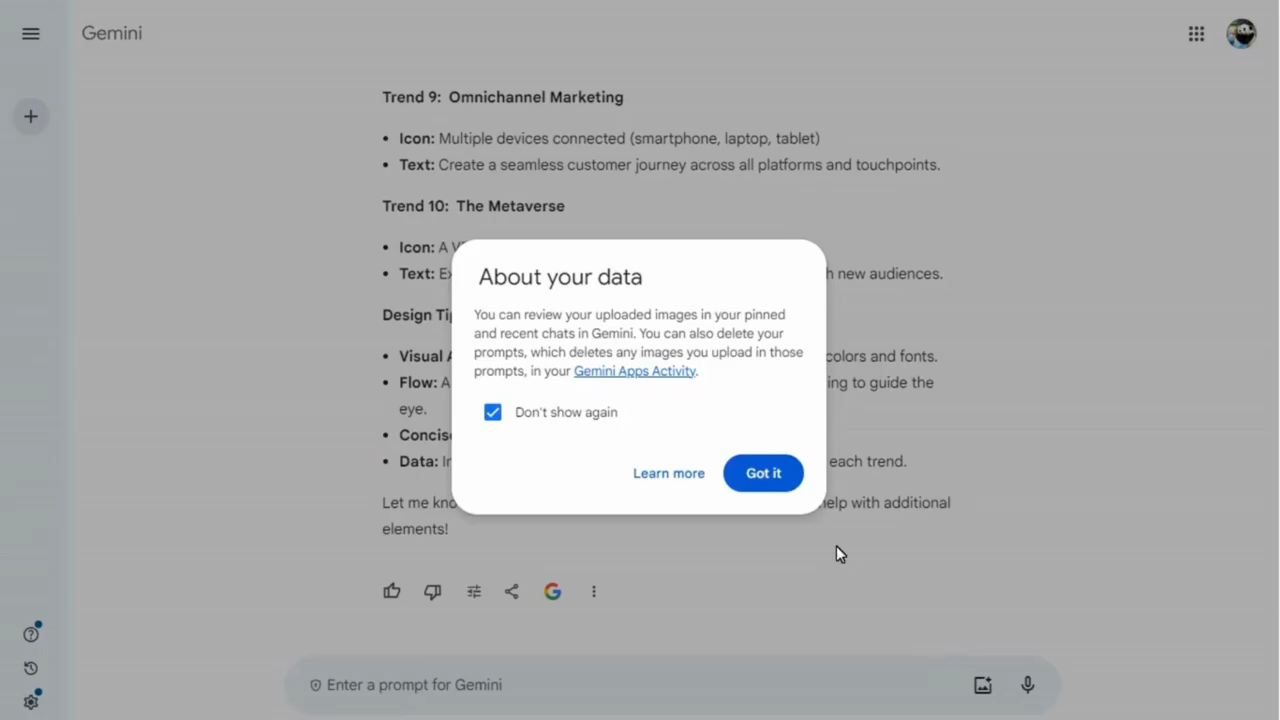 Gemini
Trend 9: Omnichannel Marketing
• Icon: Multiple devices connected (smartphone, laptop, tablet)
• Text: Create a seamless customer journey across all platforms and touchpoints.
Trend 10: The Metaverse
• Icon: A
• Text: new audiences.
About your data
You can review your uploaded images in your pinned
and recent chats in Gemini. You can also delete your
prompts, which deletes any images you upload in those
prompts, in your Gemini Apps Activity.
Don't show again
Learn more Got it
Design
• Visual colors and fonts.
• Flow: to guide the
eye.
•
• Data: each trend.
Let me help with additional
elements!
Enter a prompt for Gemini